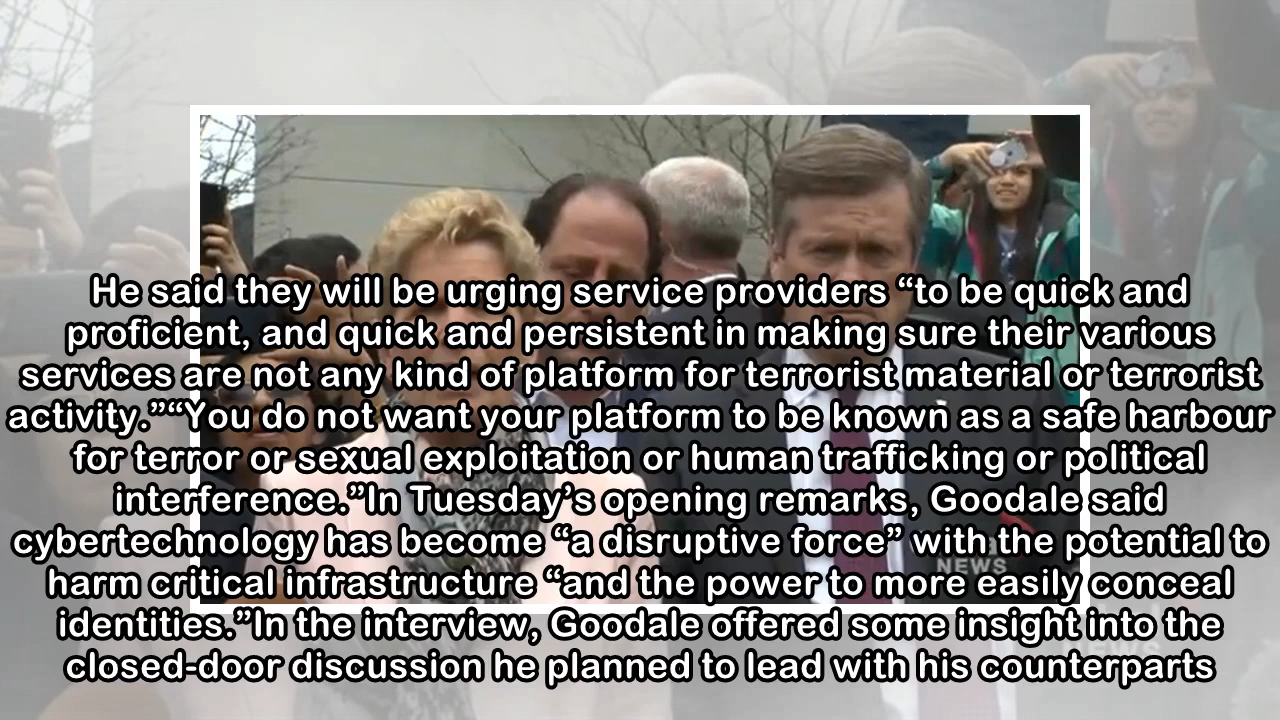 He said they will be urging service providers “to be quick and
proficient, and quick and persistent in making sure their various
services are not any kind of platform for terrorist material or terrorist
activity.”“You do not want your platform to be known as a safe harbour
for terror or sexual exploitation or human trafficking or political
interference.”In Tuesday’s opening remarks, Goodale said
cybertechnology has become “a disruptive force” with the potential to
NEWS
harm critical infrastructure “and the power to more easily conceal
identities.”In the interview, Goodale offered some insight into the
NEWS
closed-door discussion he planned to lead with his counterparts